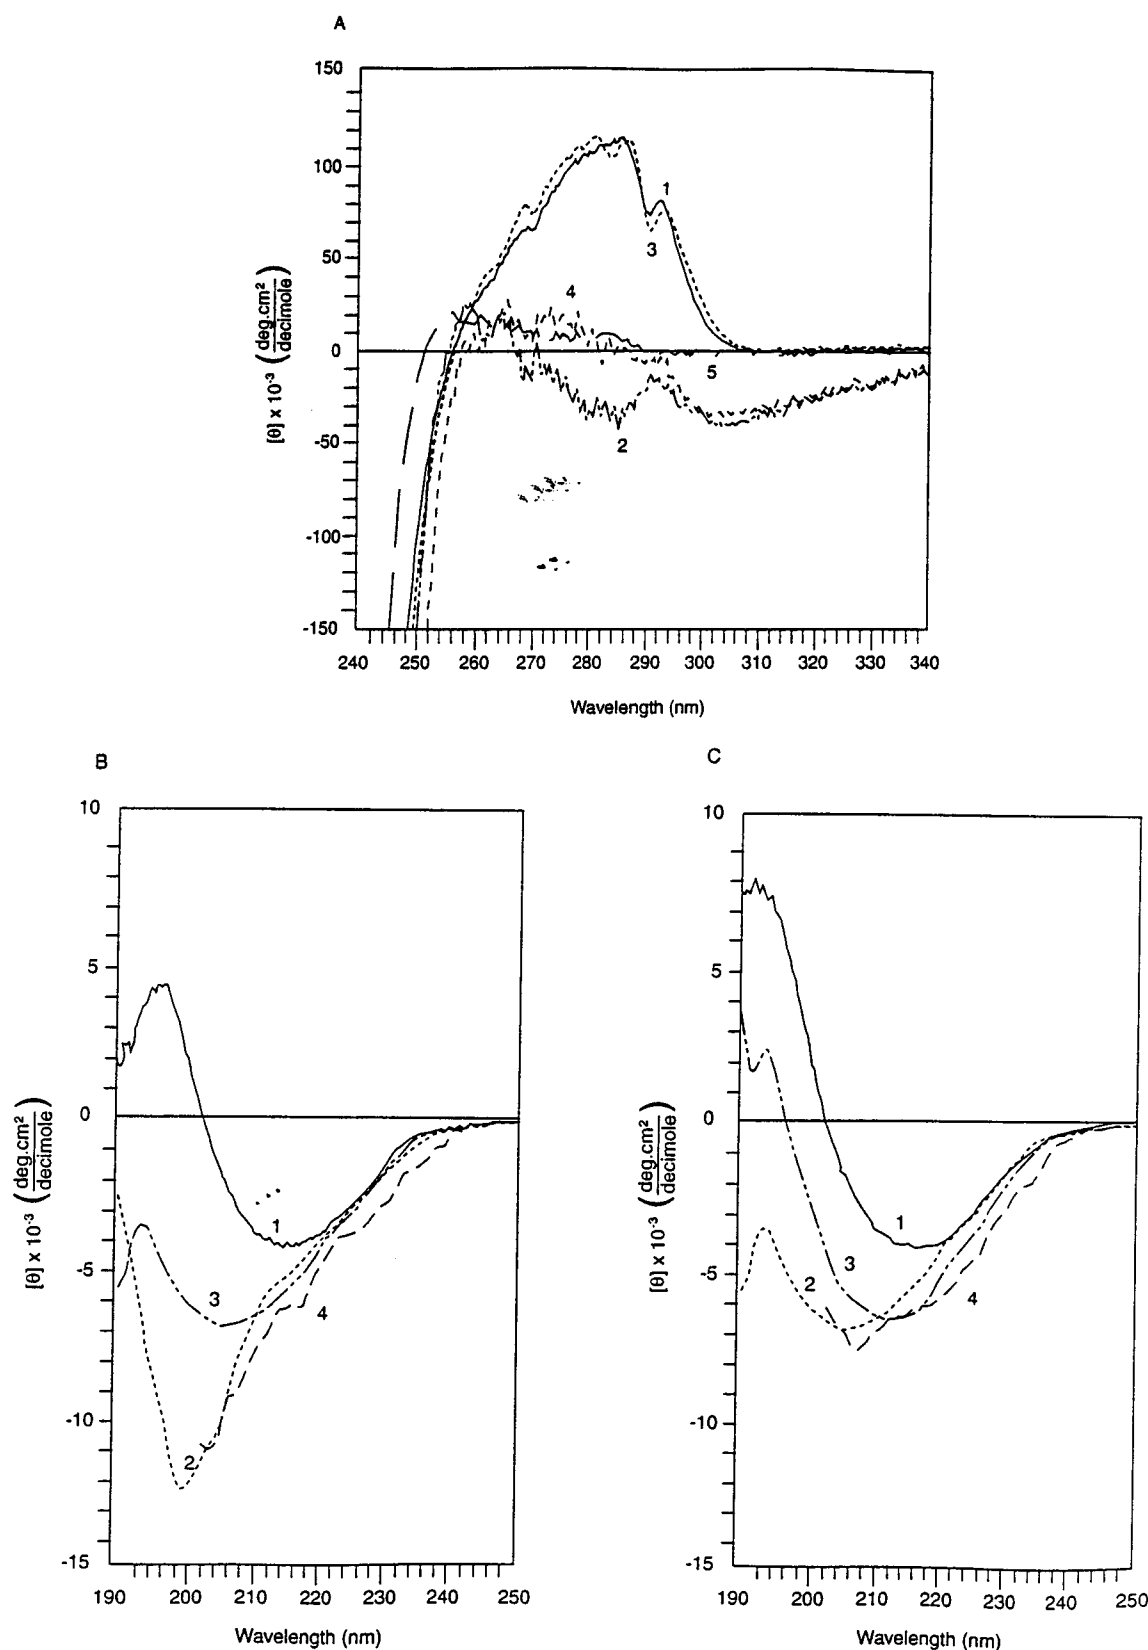 A
150
100
50
0
-50
-100
-150
[θ] x 10-3 (deg.cm2/decimole)
1
3
4
5
2
240 250 260 270 280 290 300 310 320 330 340
Wavelength (nm)
B
10
5
0
-5
-10
-15
[θ] x 10-3 (deg.cm2/decimole)
1
3
4
2
190 200 210 220 230 240 250
Wavelength (nm)
C
10
5
0
-5
-10
-15
[θ] x 10-3 (deg.cm2/decimole)
1
3
2
4
190 200 210 220 230 240 250
Wavelength (nm)